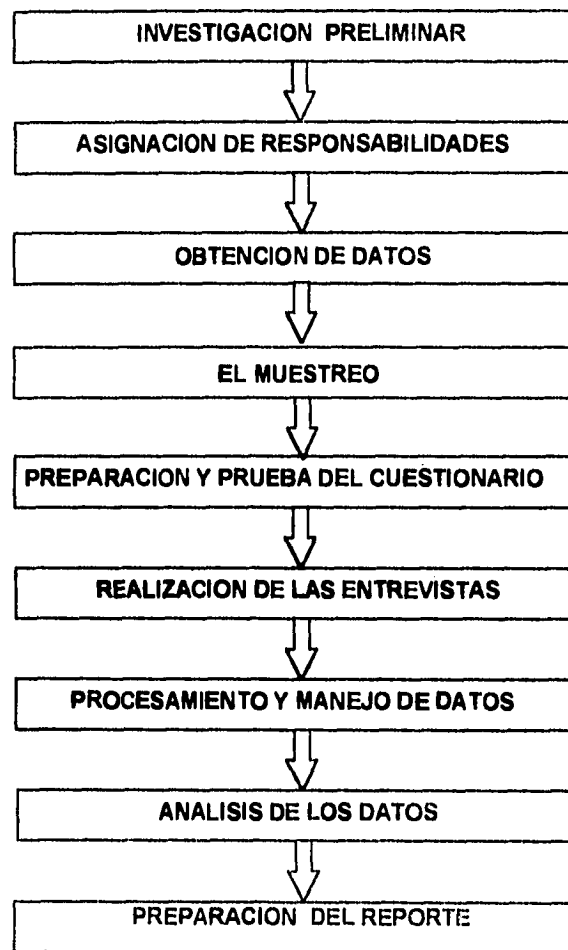 INVESTIGACION PRELIMINAR
ASIGNACION DE RESPONSABILIDADES
OBTENCION DE DATOS
EL MUESTREO
PREPARACION Y PRUEBA DEL CUESTIONARIO
REALIZACION DE LAS ENTREVISTAS
PROCESAMIENTO Y MANEJO DE DATOS
ANALISIS DE LOS DATOS
PREPARACION DEL REPORTE